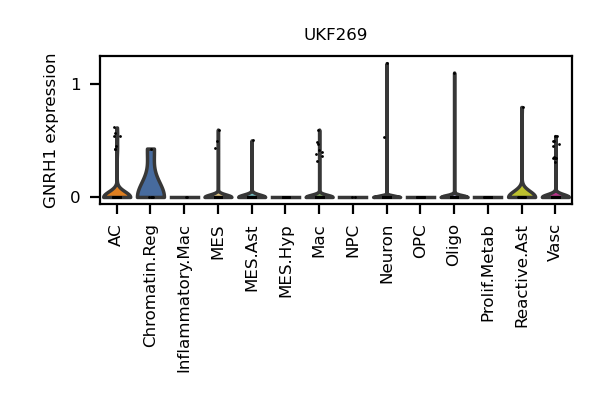 UKF269
GNRH1 expression
1
0
AC
Chromatin.Reg
Inflammatory.Mac
MES
MES.Ast
MES.Hyp
Mac
NPC
Neuron
OPC
Oligo
Prolif.Metab
Reactive.Ast
Vasc